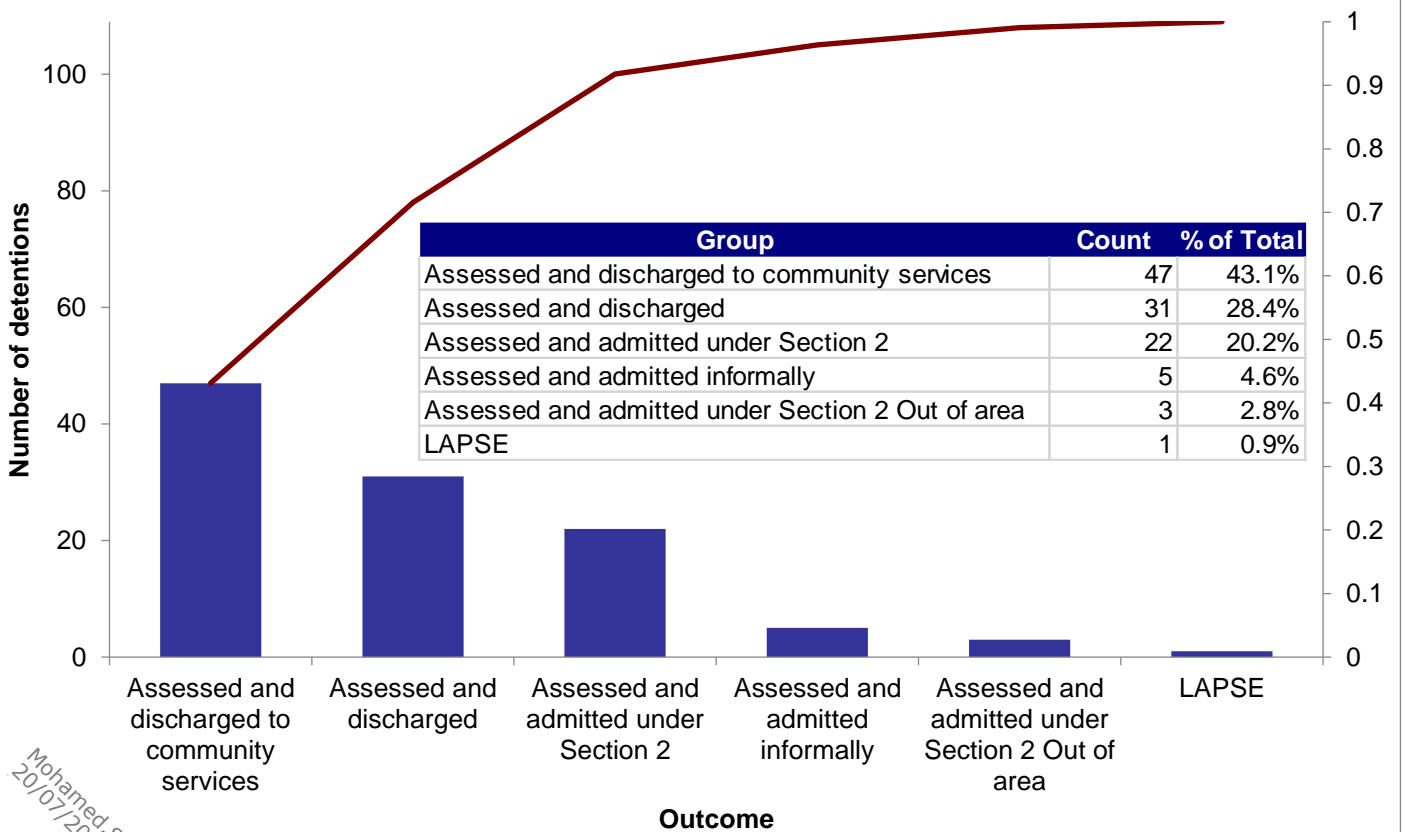 100
80
60
40
20
0
Number of detentions
1
0.9
0.8
0.7
0.6
0.5
0.4
0.3
0.2
0.1
0
Group Count % of Total
Assessed and discharged to community services 47 43.1%
Assessed and discharged 31 28.4%
Assessed and admitted under Section 2 22 20.2%
Assessed and admitted informally 5 4.6%
Assessed and admitted under Section 2 Out of area 3 2.8%
LAPSE 1 0.9%
Assessed and
discharged to
community
services
Assessed and
discharged
Assessed and
admitted under
Section 2
Assessed and
admitted
informally
Assessed and
admitted under
Section 2 Out of
area
LAPSE
Outcome
Mohamed
20/07/20